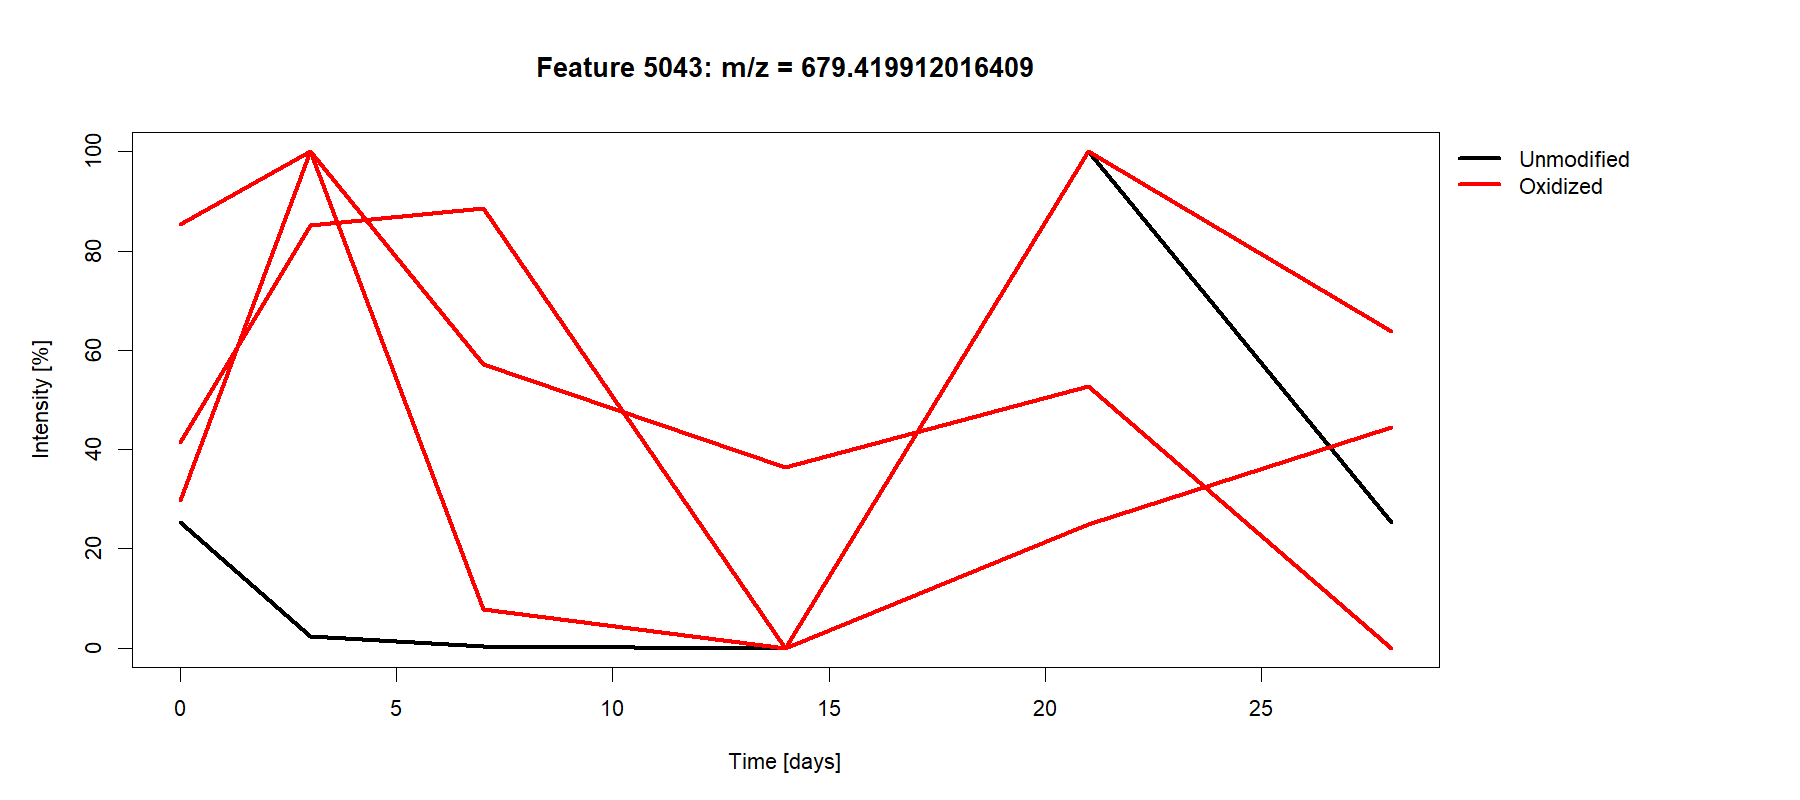 Feature 5043: m/z = 679.419912016409
Unmodified
Oxidized
Intensity [%]
100
80
60
40
20
0
0 5 10 15 20 25
Time [days]